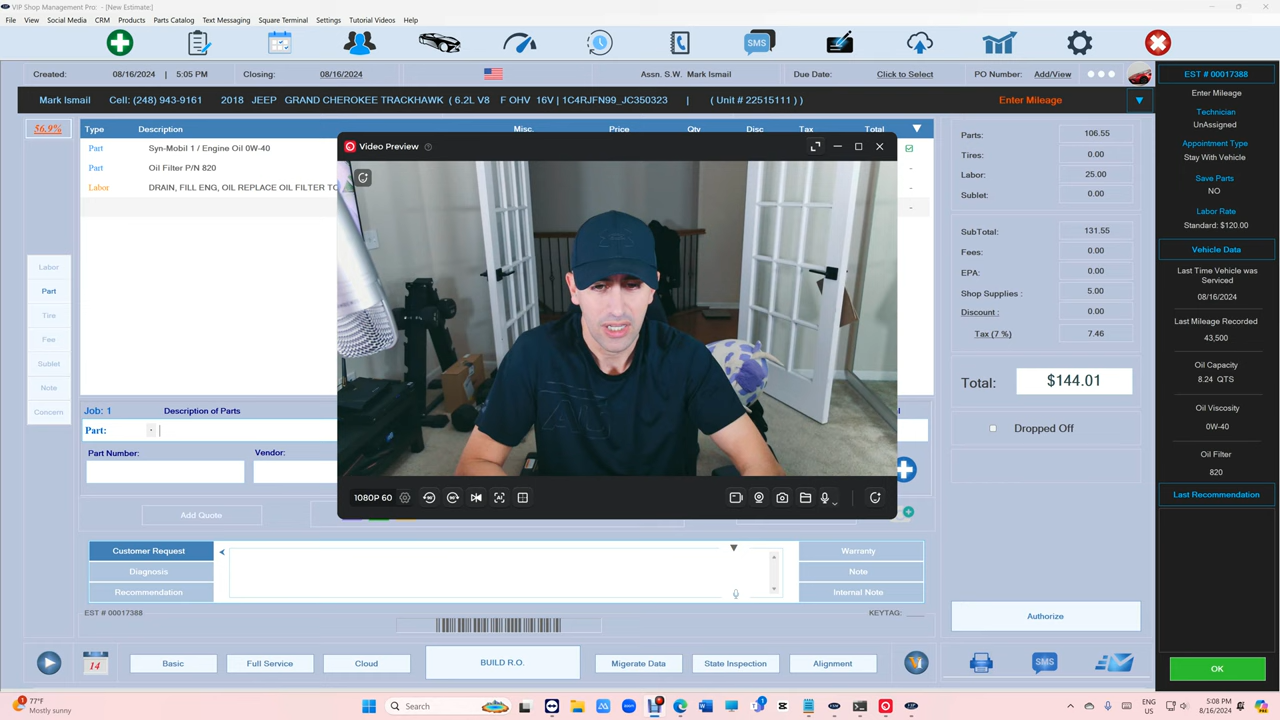 VIP Shop Management Pro: - [New Estimate:]
File View Social Media CRM Products Parts Catalog Text Messaging Square Terminal Settings Tutorial Videos Help
SMS
Created: 08/16/2024 | 5:05 PM Closing: 08/16/2024 Assn. S.W. Mark Ismail Due Date: Click to Select PO Number: Add/View
EST # 00017388
Mark Ismail Cell: (248) 943-9161 2018 JEEP GRAND CHEROKEE TRACKHAWK ( 6.2L V8 F OHV 16V | 1C4RJFN99_JC350323 | ( Unit # 22515111 ) ) Enter Mileage
Enter Mileage
Technician
UnAssigned
Appointment Type
Stay With Vehicle
Save Parts
NO
Labor Rate
Standard: $120.00
Vehicle Data
Last Time Vehicle was
Serviced
08/16/2024
Last Mileage Recorded
43,500
Oil Capacity
8.24 QTS
Oil Viscosity
0W-40
Oil Filter
820
Last Recommendation
OK
56.9%
Type Description Misc. Price Qty Disc Tax Total
Part Syn-Mobil 1 / Engine Oil 0W-40
Part Oil Filter P/N 820
Labor DRAIN, FILL ENG, OIL REPLACE OIL FILTER TO
Video Preview
1080P 60
Parts: 106.55
Tires: 0.00
Labor: 25.00
Sublet: 0.00
SubTotal: 131.55
Fees: 0.00
EPA: 0.00
Shop Supplies : 5.00
Discount: 0.00
Tax (7 %) 7.46
Total: $144.01
Dropped Off
Labor
Part
Tire
Fee
Sublet
Note
Concern
Job: 1 Description of Parts
Part:
Part Number: Vendor:
Add Quote
Customer Request
Diagnosis
Recommendation
Warranty
Note
Internal Note
EST # 00017388 KEYTAG: ____
Authorize
14 Basic Full Service Cloud BUILD R.O. Migerate Data State Inspection Alignment SMS
77°F
Mostly sunny
Search
ENG
US
5:08 PM
8/16/2024